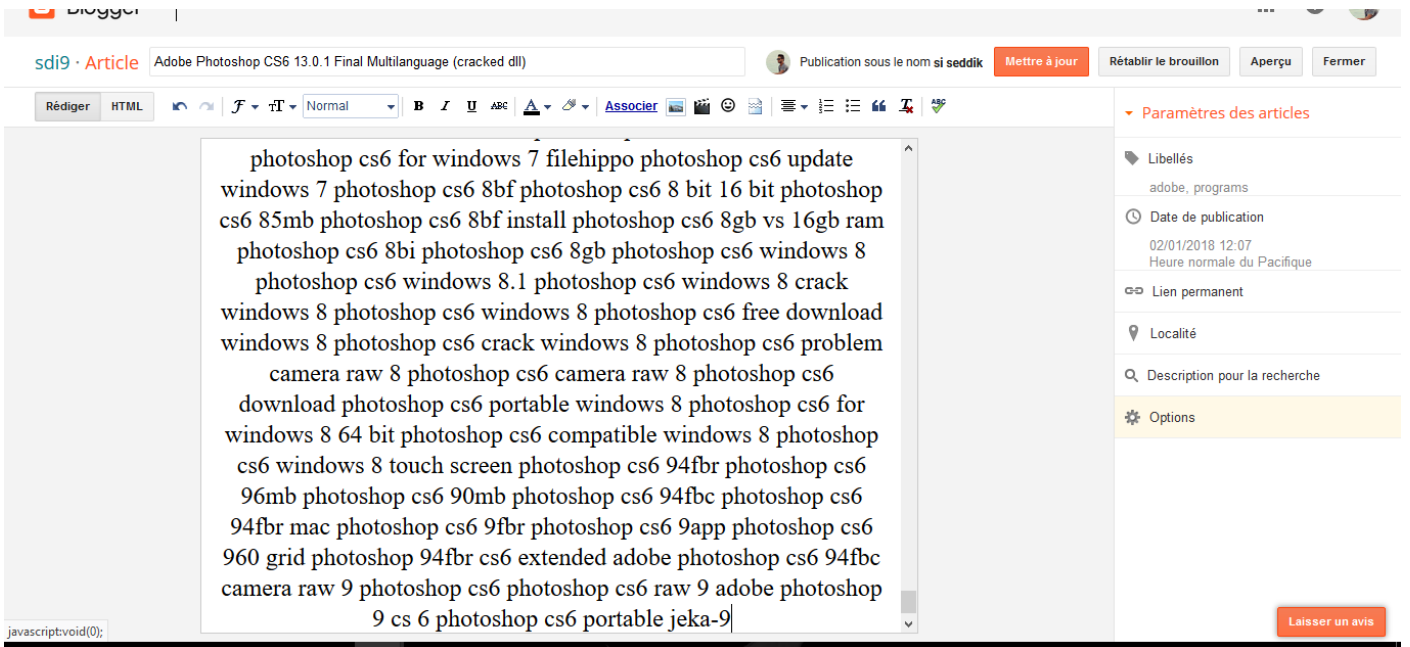 Blogger
sdi9 · Article Adobe Photoshop CS6 13.0.1 Final Multilanguage (cracked dll) Publication sous le nom si seddik Mettre à jour Rétablir le brouillon Aperçu Fermer
Rédiger HTML Normal B I U ABC A Associer ABC
Paramètres des articles
Libellés
adobe, programs
Date de publication
02/01/2018 12:07
Heure normale du Pacifique
Lien permanent
Localité
Description pour la recherche
Options
photoshop cs6 for windows 7 filehippo photoshop cs6 update
windows 7 photoshop cs6 8bf photoshop cs6 8 bit 16 bit photoshop
cs6 85mb photoshop cs6 8bf install photoshop cs6 8gb vs 16gb ram
photoshop cs6 8bi photoshop cs6 8gb photoshop cs6 windows 8
photoshop cs6 windows 8.1 photoshop cs6 windows 8 crack
windows 8 photoshop cs6 windows 8 photoshop cs6 free download
windows 8 photoshop cs6 crack windows 8 photoshop cs6 problem
camera raw 8 photoshop cs6 camera raw 8 photoshop cs6
download photoshop cs6 portable windows 8 photoshop cs6 for
windows 8 64 bit photoshop cs6 compatible windows 8 photoshop
cs6 windows 8 touch screen photoshop cs6 94fbr photoshop cs6
96mb photoshop cs6 90mb photoshop cs6 94fbc photoshop cs6
94fbr mac photoshop cs6 9fbr photoshop cs6 9app photoshop cs6
960 grid photoshop 94fbr cs6 extended adobe photoshop cs6 94fbc
camera raw 9 photoshop cs6 photoshop cs6 raw 9 adobe photoshop
9 cs 6 photoshop cs6 portable jeka-9
Laisser un avis
javascript:void(0);